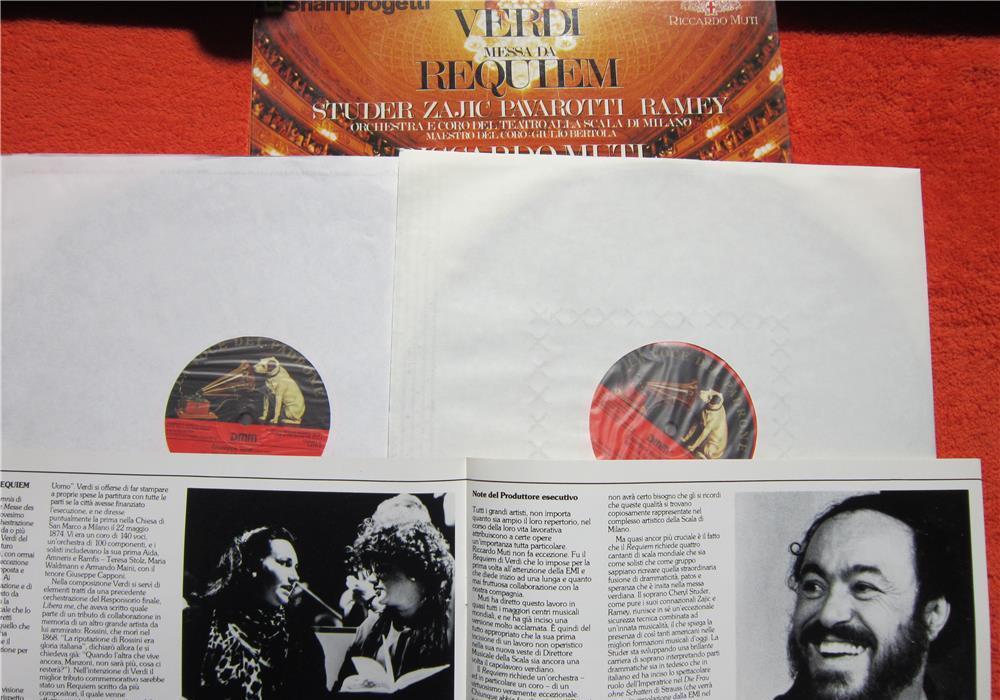 Snamprogetti
VERDI
RICCARDO MUTI
MESSA DA
REQUIEM
STUDER ZAJIC PAVAROTTI RAMEY
ORCHESTRA E CORO DEL TEATRO ALLA SCALA DI MILANO
MAESTRO DEL CORO: GIULIO BERTOLA
RICCARDO MUTI
DMM
DMM
REQUIEM
Uomo". Verdi si offerse di far stampare
a proprie spese la partitura con tutte le
parti se la città avesse finanziato
l'esecuzione, e ne diresse
puntualmente la prima nella Chiesa di
San Marco a Milano il 22 maggio
1874. Vi era un coro di 140 voci,
un'orchestra di 100 componenti, e i
solisti includevano la sua prima Aida,
Amneris e Ramfis – Teresa Stolz, Maria
Waldmann e Armando Maini, con il
tenore Giuseppe Capponi.
Nella composizione Verdi si servì di
elementi tratti da una precedente
orchestrazione del Responsorio finale,
Libera me, che aveva scritto quale
parte di un tributo di collaborazione in
memoria di un altro grande artista da
lui ammirato: Rossini, che morì nel
1868. "La riputazione di Rossini era
gloria italiana", dichiarò allora (e si
chiedeva già: "Quando l'altra che vive
ancora, Manzoni, non sarà più, cosa ci
resterà?"). Nell'intenzione di Verdi il
miglior tributo commemorativo sarebbe
stato un Requiem scritto da più
compositori, il quale venne
Note del Produttore esecutivo
Tutti i grandi artisti, non importa
quanto sia ampio il loro repertorio, nel
corso della loro vita lavorativa
attribuiscono a certe opere
un'importanza tutta particolare.
Riccardo Muti non fa eccezione. Fu il
Requiem di Verdi che lo impose per la
prima volta all'attenzione della EMI e
che diede inizio ad una lunga e quanto
mai fruttuosa collaborazione con la
nostra compagnia.
Muti ha diretto questo lavoro in
quasi tutti i maggiori centri musicali
mondiali, e ne ha già inciso una
versione molto acclamata. È quindi del
tutto appropriato che la sua prima
incisione di un lavoro non operistico
nella sua nuova veste di Direttore
Musicale della Scala sia ancora una
volta il capolavoro verdiano.
Il Requiem richiede un'orchestra –
ed in particolare un coro – di un
virtuosismo veramente eccezionale.
non avrà certo bisogno che gli si ricordi
che queste qualità si trovano
copiosamente rappresentate nel
complesso artistico della Scala di
Milano.
Ma quasi ancor più cruciale è il fatto
che il Requiem richiede quattro
cantanti di scala mondiale che sia
come solisti che come gruppo
sappiano ricreare quella straordinaria
fusione di drammaticità, patos e
speranza che è insita nella messa
verdiana. Il soprano Cheryl Studer,
come pure i suoi connazionali Zajic e
Ramey, riunisce in sé un'eccezionale
sicurezza tecnica combinata ad
un'innata musicalità, il che spiega la
presenza di così tanti americani nelle
migliori formazioni musicali d'oggi. La
Studer sta sviluppando una brillante
carriera di soprano interpretando parti
drammatiche sia in tedesco che in
italiano ed ha inciso lo spettacolare
ruolo dell'Imperatrice nel Die Frau
ohne Schatten di Strauss (che verrà